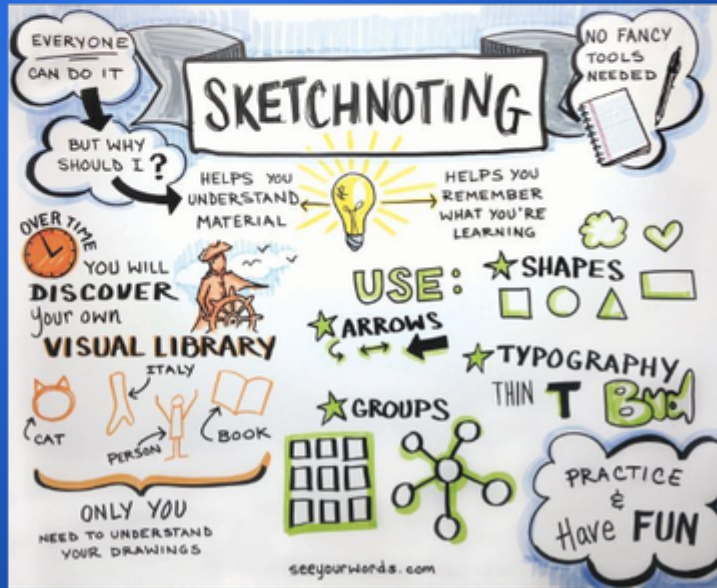 EVERYONE
CAN DO IT
BUT WHY
SHOULD I?
SKETCHNOTING
NO FANCY
TOOLS
NEEDED
HELPS YOU
UNDERSTAND
MATERIAL
HELPS YOU
REMEMBER
WHAT YOU'RE
LEARNING
OVER TIME
YOU WILL
DISCOVER
your own
VISUAL LIBRARY
CAT
ITALY
PERSON
BOOK
ONLY YOU
NEED TO UNDERSTAND
YOUR DRAWINGS
USE:
ARROWS
SHAPES
TYPOGRAPHY
THIN T
GROUPS
PRACTICE
&
Have FUN
seeyourwords.com